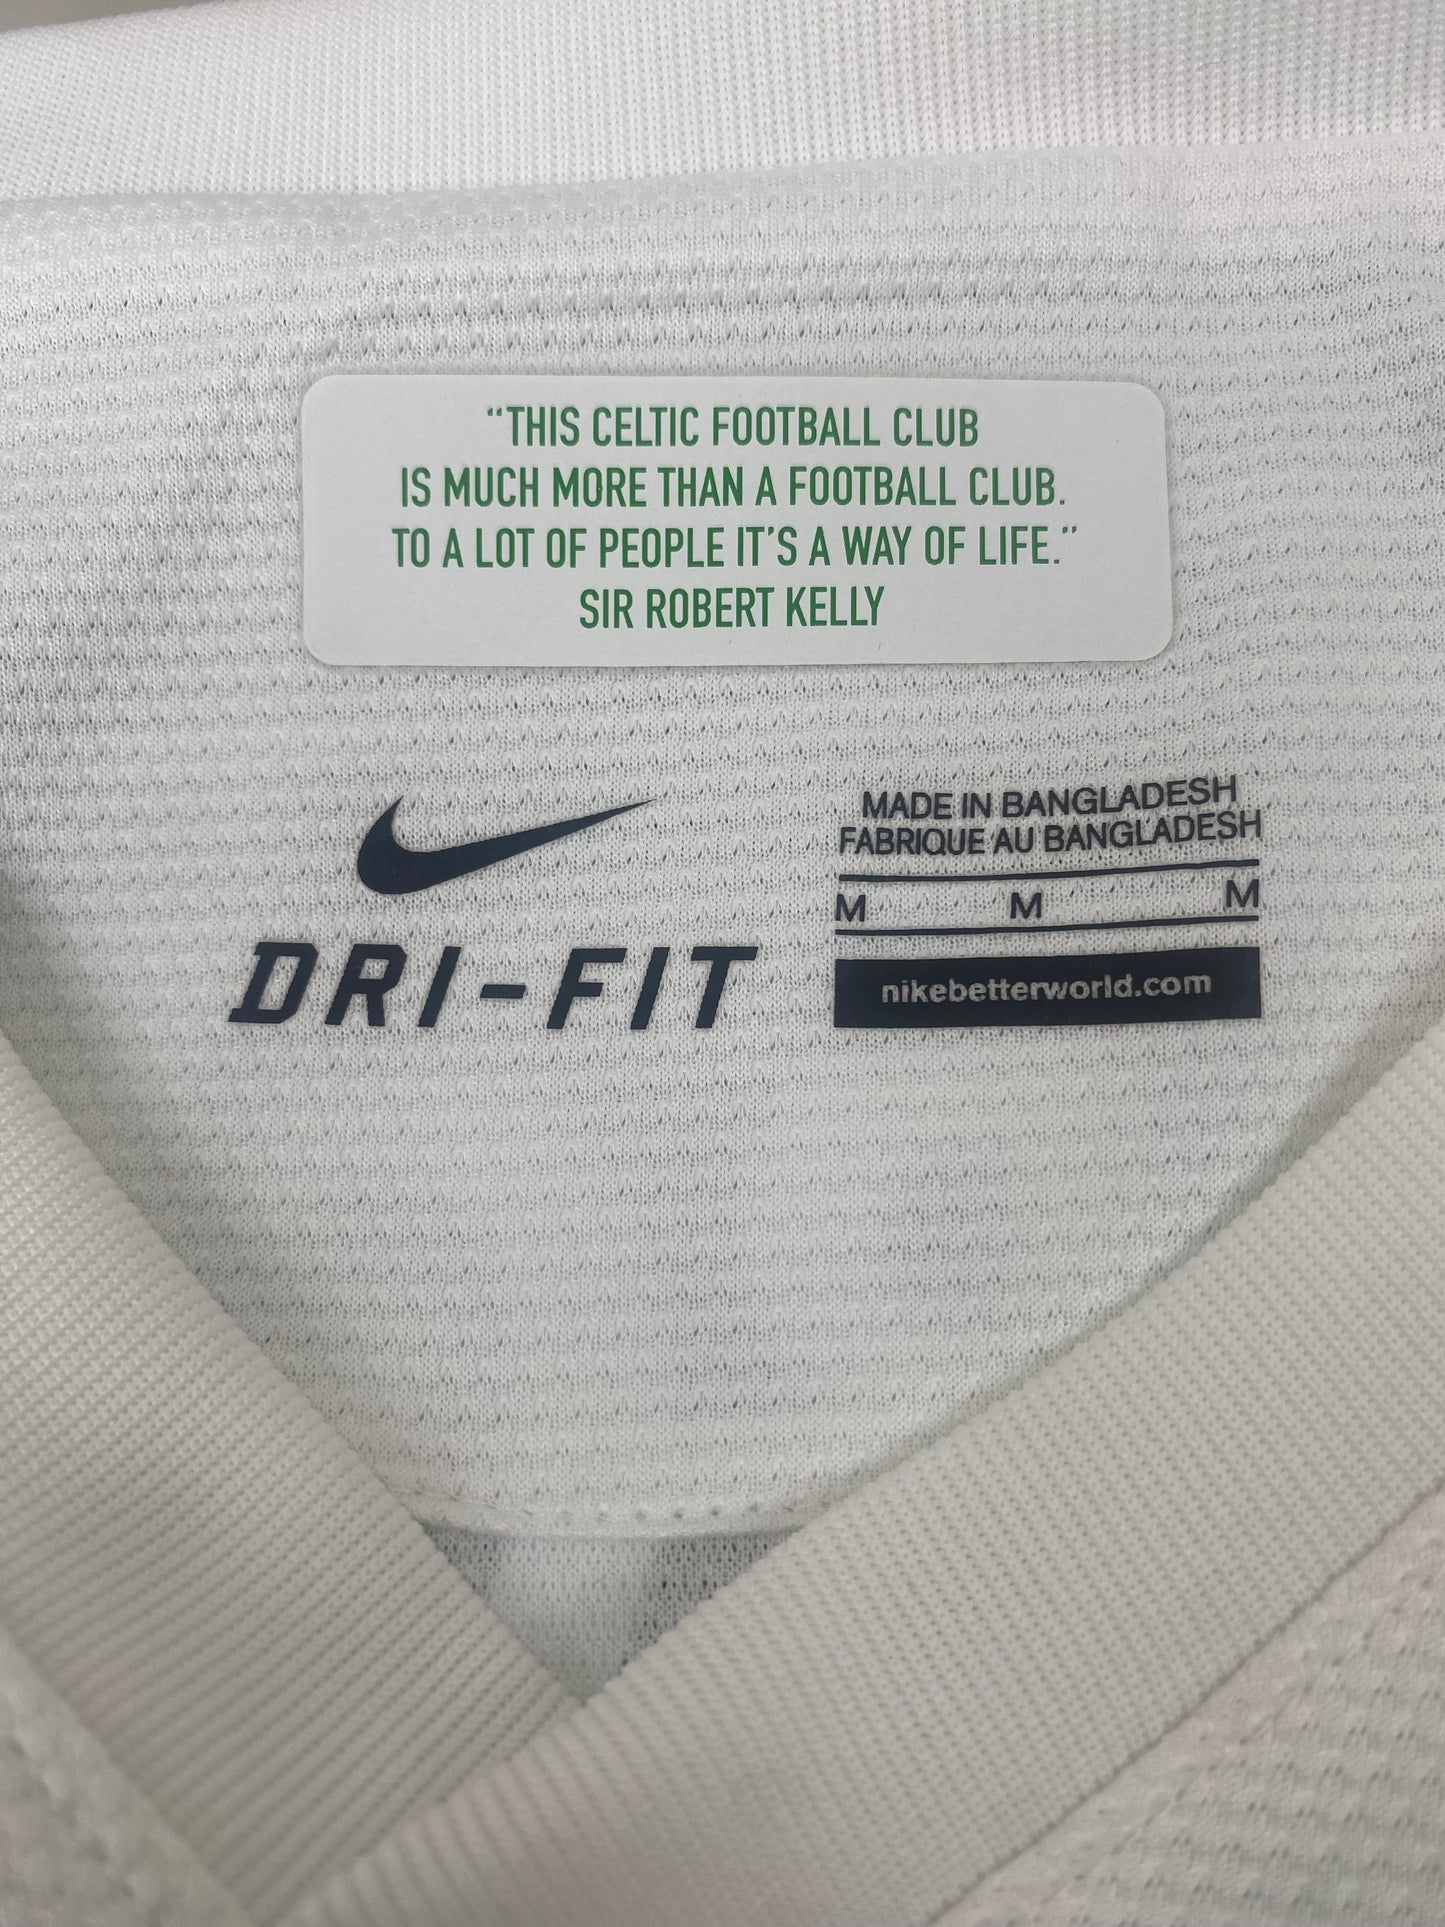 “THIS CELTIC FOOTBALL CLUB
IS MUCH MORE THAN A FOOTBALL CLUB.
TO A LOT OF PEOPLE IT’S A WAY OF LIFE.”
SIR ROBERT KELLY
DRI-FIT
MADE IN BANGLADESH
FABRIQUE AU BANGLADESH
M M M
nikebetterworld.com